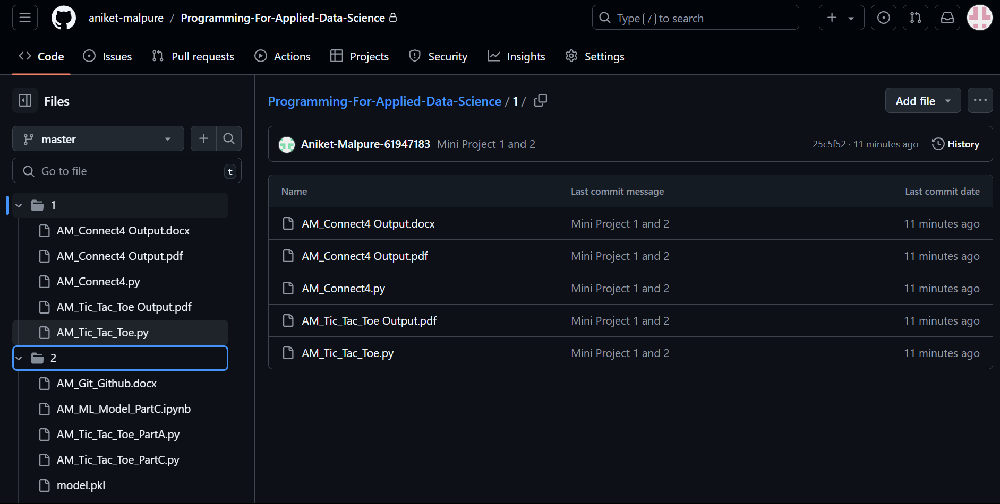 aniket-malpure / Programming-For-Applied-Data-Science
Type / to search
Code Issues Pull requests Actions Projects Security Insights Settings
Files
master
Go to file t
1
AM_Connect4 Output.docx
AM_Connect4 Output.pdf
AM_Connect4.py
AM_Tic_Tac_Toe Output.pdf
AM_Tic_Tac_Toe.py
2
AM_Git_Github.docx
AM_ML_Model_PartC.ipynb
AM_Tic_Tac_Toe_PartA.py
AM_Tic_Tac_Toe_PartC.py
model.pkl
Programming-For-Applied-Data-Science / 1 /
Add file
Aniket-Malpure-61947183 Mini Project 1 and 2 25c5f52 · 11 minutes ago History
Name Last commit message Last commit date
AM_Connect4 Output.docx Mini Project 1 and 2 11 minutes ago
AM_Connect4 Output.pdf Mini Project 1 and 2 11 minutes ago
AM_Connect4.py Mini Project 1 and 2 11 minutes ago
AM_Tic_Tac_Toe Output.pdf Mini Project 1 and 2 11 minutes ago
AM_Tic_Tac_Toe.py Mini Project 1 and 2 11 minutes ago